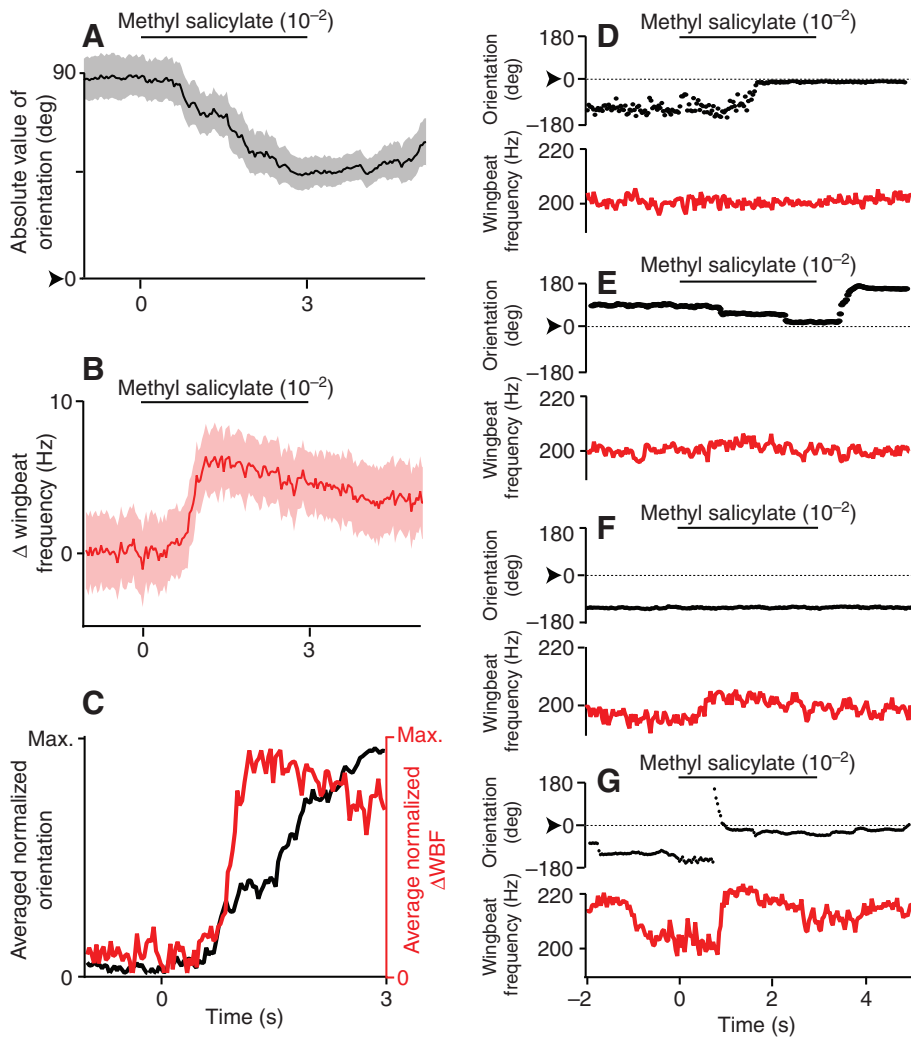 A
Methyl salicylate (10⁻²)
Absolute value of
orientation (deg)
90
0
0
3
B
Methyl salicylate (10⁻²)
Δ wingbeat
frequency (Hz)
10
0
0
3
C
Averaged normalized
orientation
Max.
0
Max.
0
Average normalized
ΔWBF
0
3
Time (s)
D
Methyl salicylate (10⁻²)
Orientation
(deg)
180
0
−180
Wingbeat
frequency (Hz)
220
200
E
Methyl salicylate (10⁻²)
Orientation
(deg)
180
0
−180
Wingbeat
frequency (Hz)
220
200
F
Methyl salicylate (10⁻²)
Orientation
(deg)
180
0
−180
Wingbeat
frequency (Hz)
220
200
G
Methyl salicylate (10⁻²)
Orientation
(deg)
180
0
−180
Wingbeat
frequency (Hz)
220
200
−2
0
2
4
Time (s)